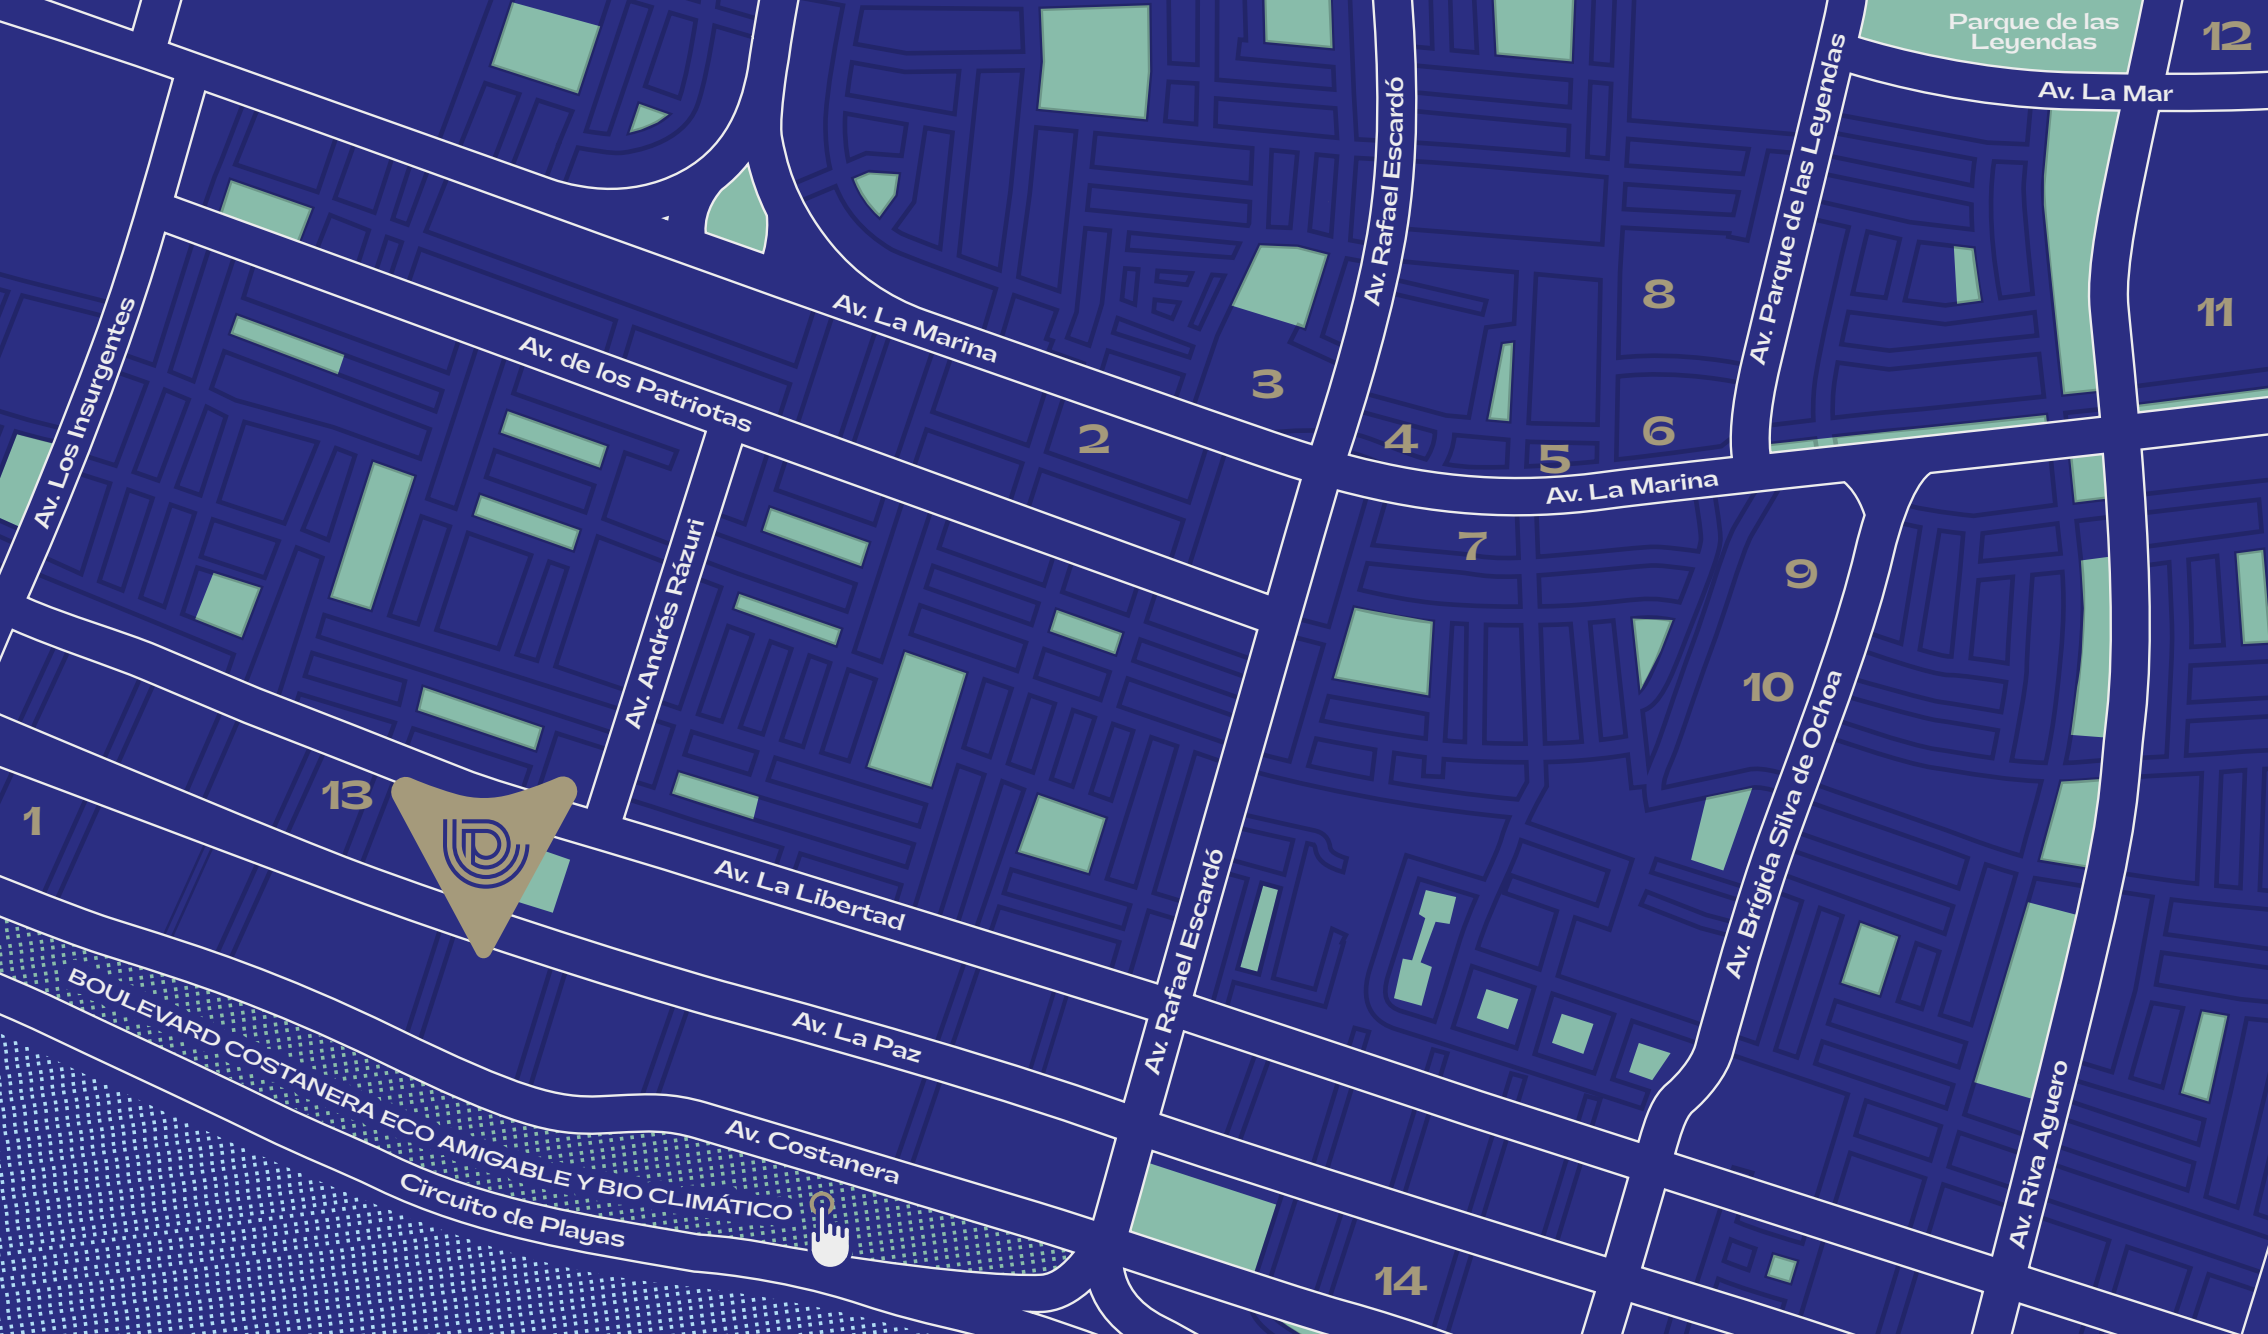 Parque de las
Leyendas
12
Av. La Mar
Av. Rafael Escardó
Av. Parque de las Leyendas
8
11
Av. Los Insurgentes
Av. La Marina
Av. de los Patriotas
3
2
4
5
6
Av. La Marina
7
9
Av. Andrés Rázuri
10
Av. Brígida Silva de Ochoa
13
1
Av. La Libertad
Av. Rafael Escardó
Av. La Paz
BOULEVARD COSTANERA ECO AMIGABLE Y BIO CLIMÁTICO
Av. Costanera
Circuito de Playas
Av. Riva Aguero
14